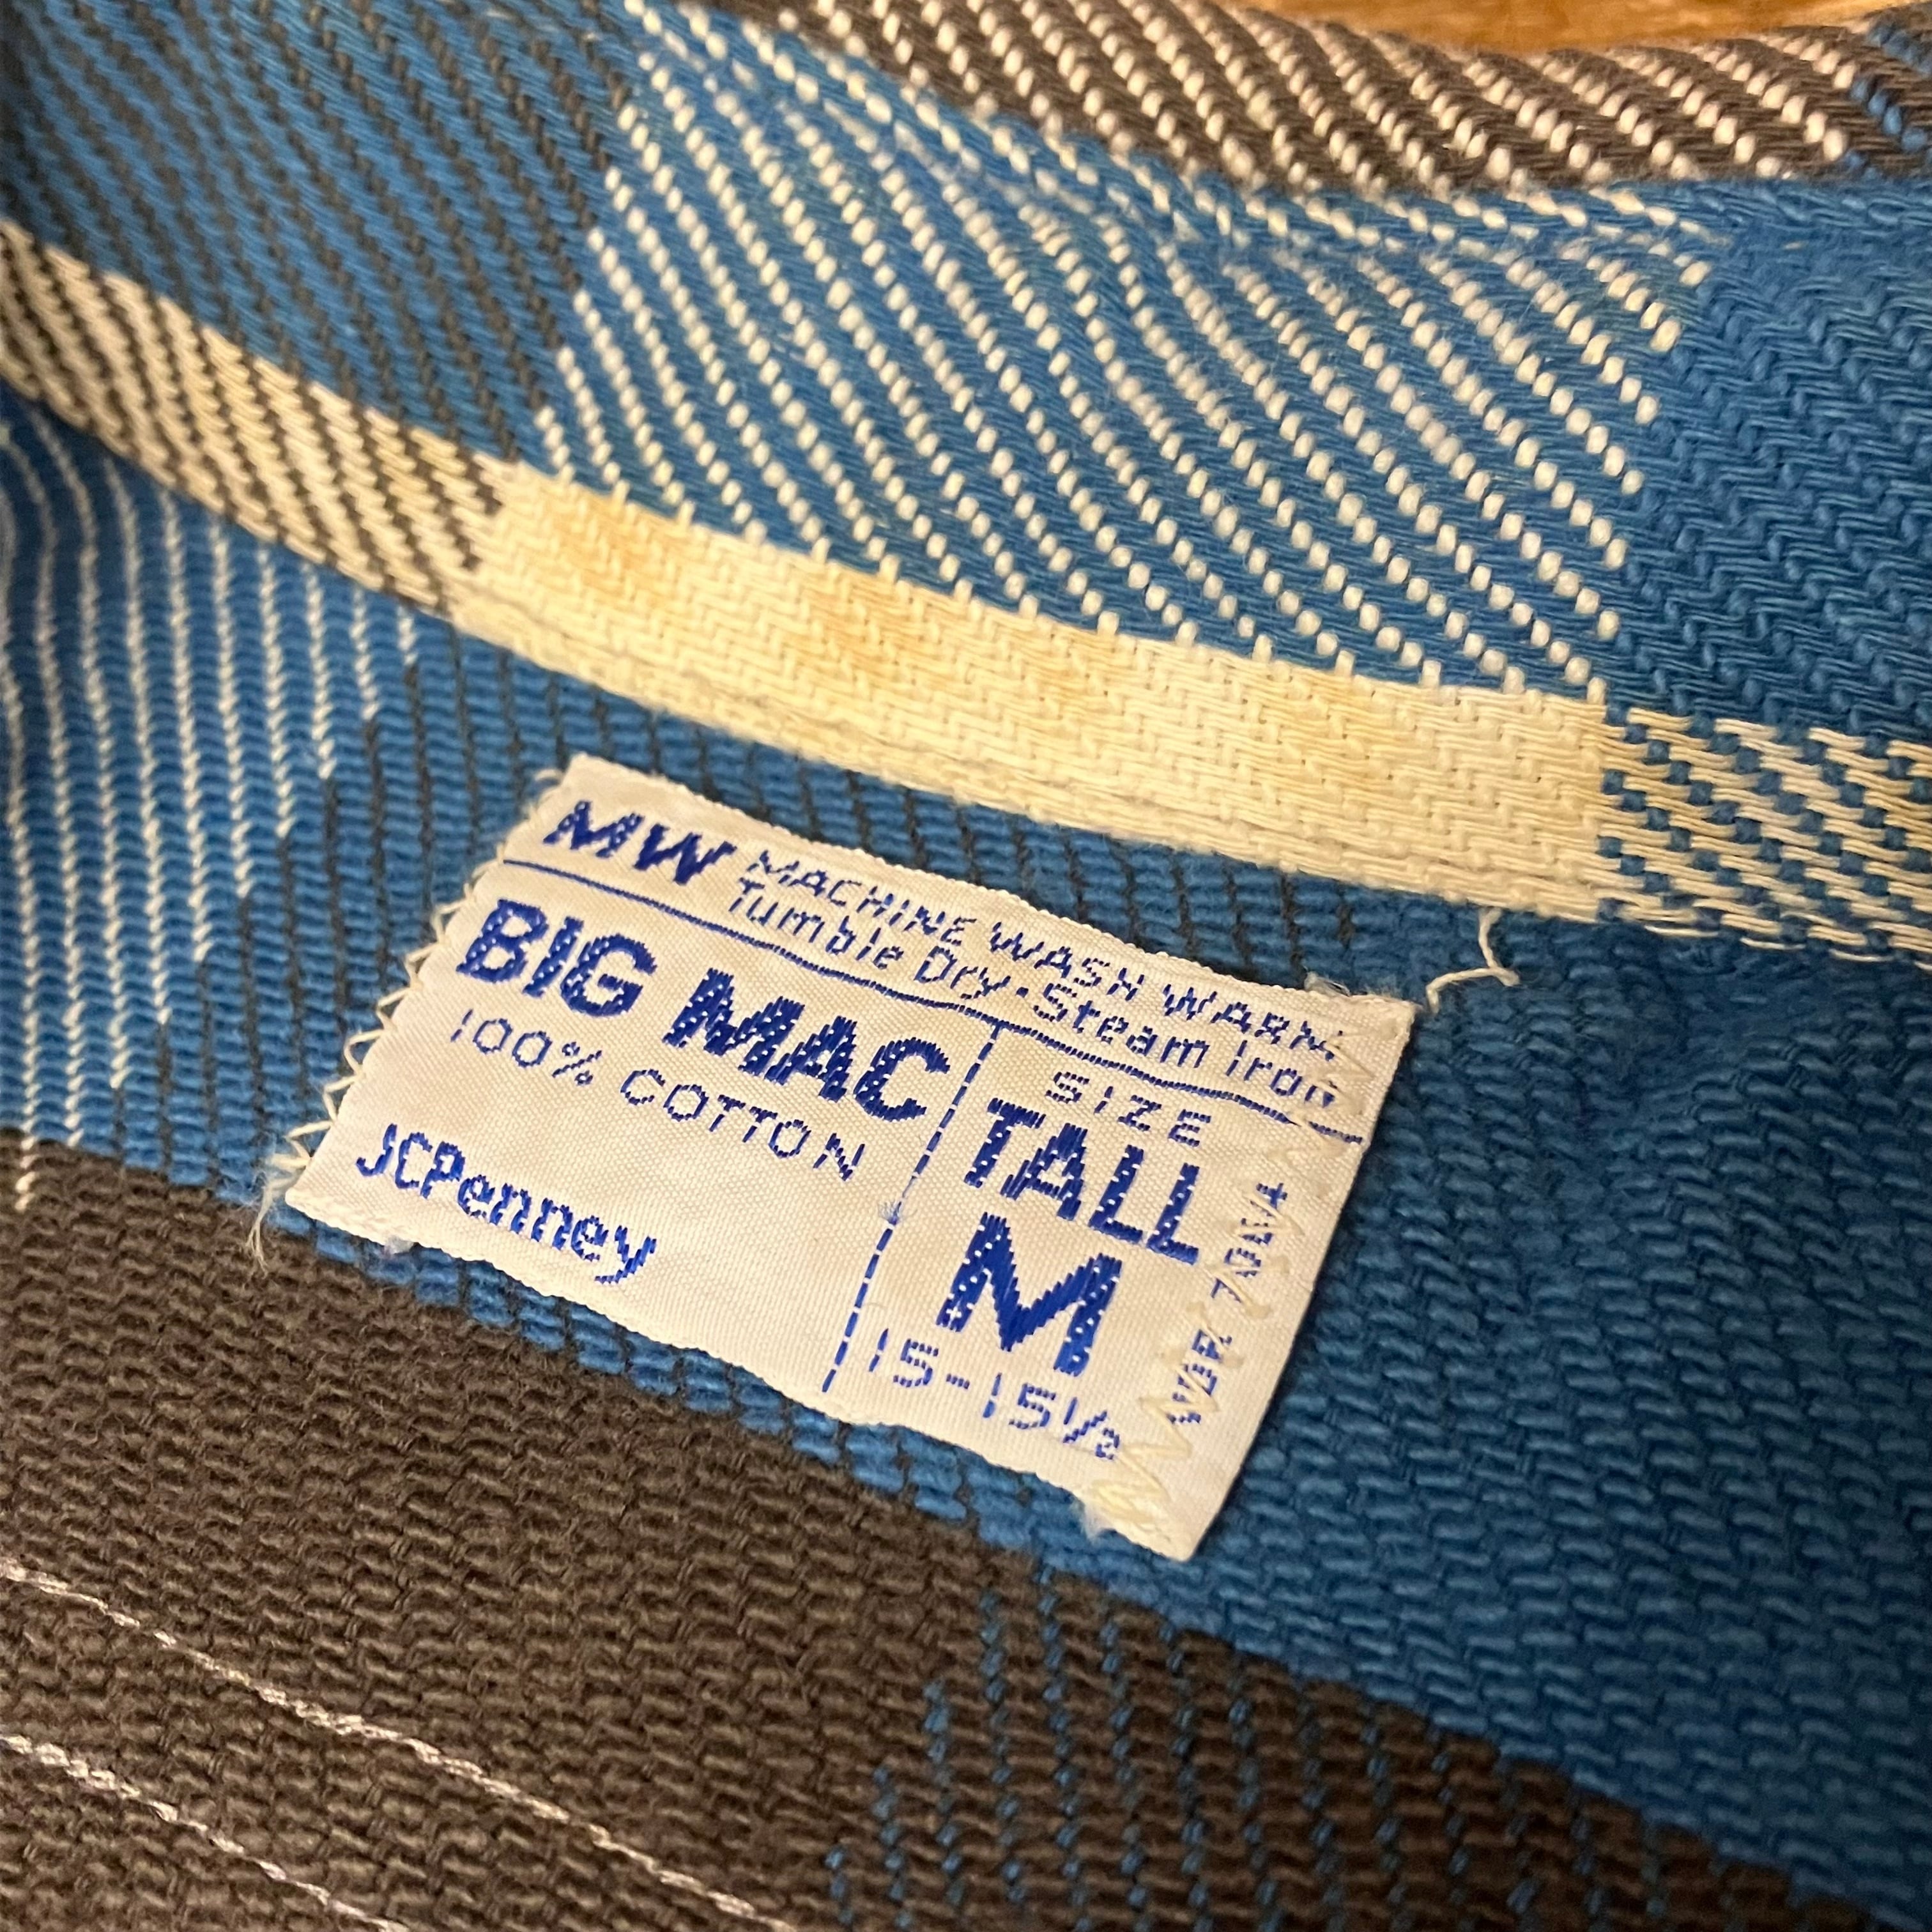 MW MACHINE WASH WARM
Tumble Dry·Steam Iron
BIG MAC
100% COTTON
JCPenney
SIZE
TALL
M
15-15½